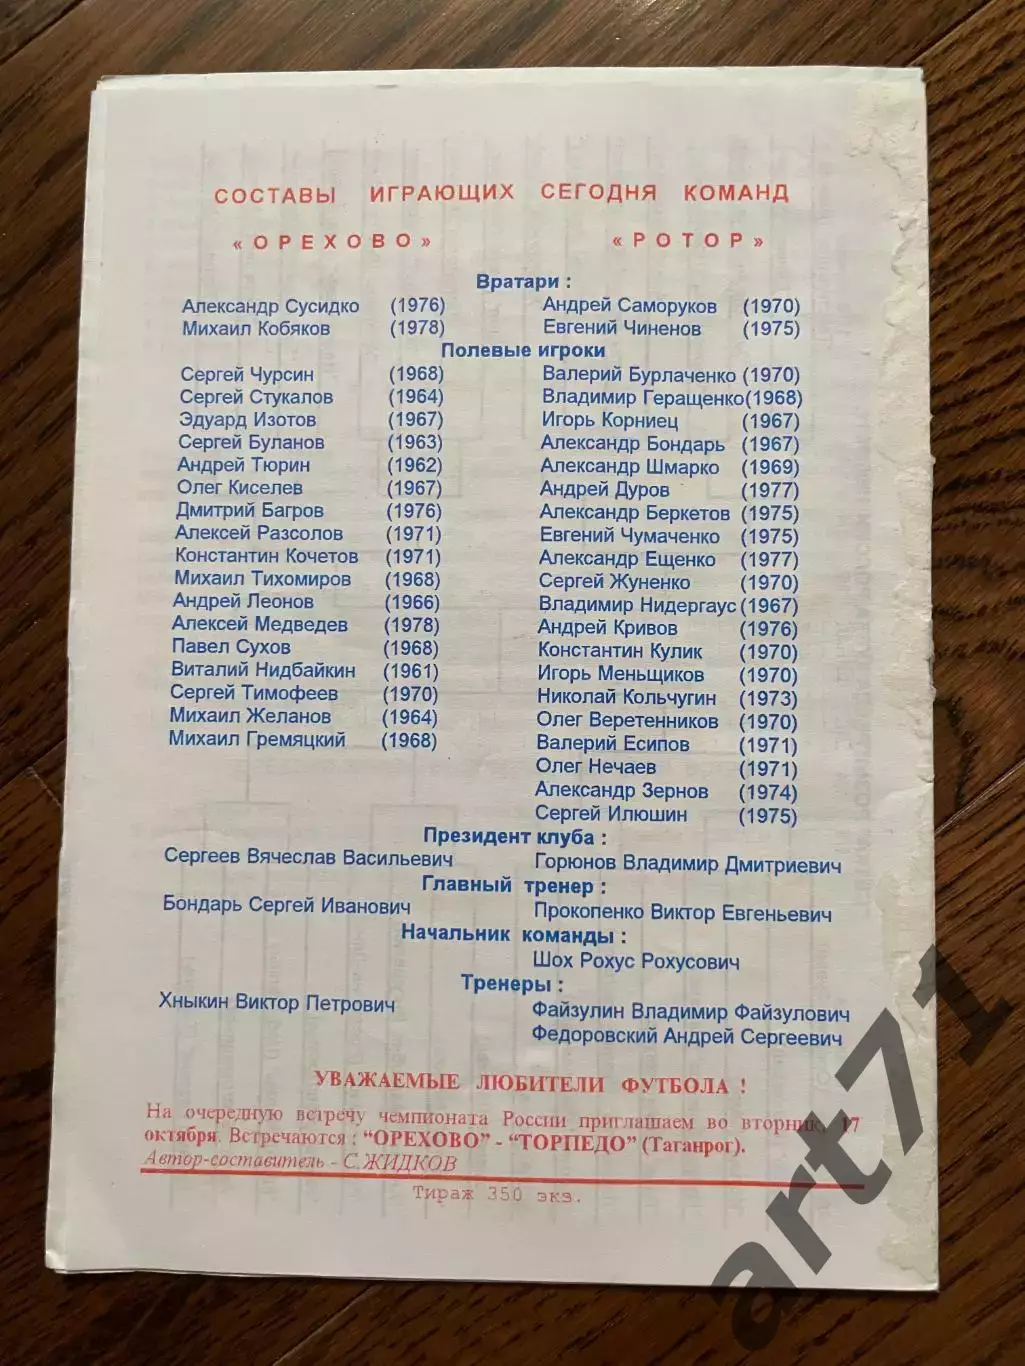 СОСТАВЫ ИГРАЮЩИХ СЕГОДНЯ КОМАНД
«ОРЕХОВО» «РОТОР»
Вратари :
Александр Сусидко (1976) Андрей Саморуков (1970)
Михаил Кобяков (1978) Евгений Чиненов (1975)
Полевые игроки
Сергей Чурсин (1968) Валерий Бурлаченко (1970)
Сергей Стукалов (1964) Владимир Геращенко(1968)
Эдуард Изотов (1967) Игорь Корниец (1967)
Сергей Буланов (1963) Александр Бондарь (1967)
Андрей Тюрин (1962) Александр Шмарко (1969)
Олег Киселев (1967) Андрей Дуров (1977)
Дмитрий Багров (1976) Александр Беркетов (1975)
Алексей Разсолов (1971) Евгений Чумаченко (1975)
Константин Кочетов (1971) Александр Ещенко (1977)
Михаил Тихомиров (1968) Сергей Жуненко (1970)
Андрей Леонов (1966) Владимир Нидергаус (1967)
Алексей Медведев (1978) Андрей Кривов (1976)
Павел Сухов (1968) Константин Кулик (1970)
Виталий Нидбайкин (1961) Игорь Меньщиков (1970)
Сергей Тимофеев (1970) Николай Кольчугин (1973)
Михаил Желанов (1964) Олег Веретенников (1970)
Михаил Гремяцкий (1968) Валерий Есипов (1971)
Олег Нечаев (1971)
Александр Зернов (1974)
Сергей Илюшин (1975)
Президент клуба :
Сергеев Вячеслав Васильевич Горюнов Владимир Дмитриевич
Главный тренер :
Бондарь Сергей Иванович Прокопенко Виктор Евгеньевич
Начальник команды :
Шох Рохус Рохусович
Тренеры :
Хныкин Виктор Петрович Файзулин Владимир Файзулович
Федоровский Андрей Сергеевич
УВАЖАЕМЫЕ ЛЮБИТЕЛИ ФУТБОЛА !
На очередную встречу чемпионата России приглашаем во вторник, 17
октября. Встречаются : “ОРЕХОВО” - “ТОРПЕДО” (Таганрог).
Автор-составитель - С.ЖИДКОВ
Тираж 350 экз.
art71